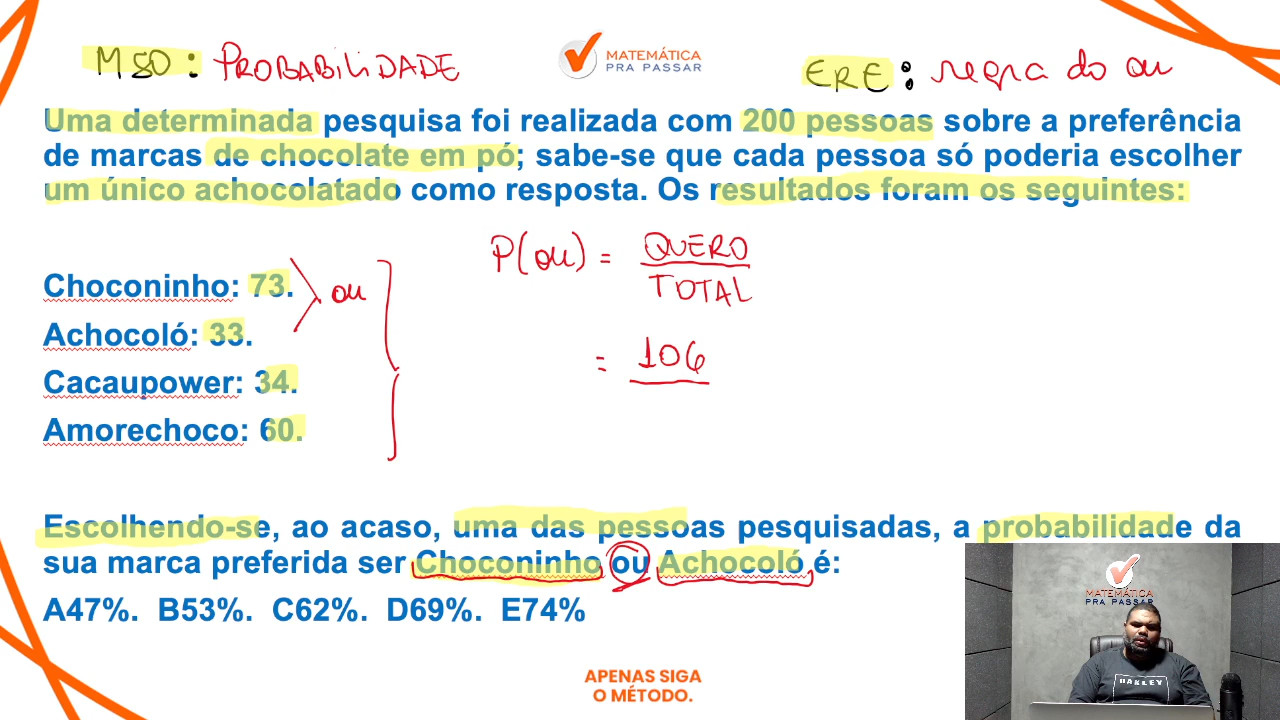 M50: PROBABILIDADE
MATEMÁTICA
PRA PASSAR
ERE: regra do ou
Uma determinada pesquisa foi realizada com 200 pessoas sobre a preferência
de marcas de chocolate em pó; sabe-se que cada pessoa só poderia escolher
um único achocolatado como resposta. Os resultados foram os seguintes:
P(ou) = QUERO
TOTAL
Choconinho: 73.
ou
Achocoló: 33.
= 106
Cacaupower: 34.
Amorechoco: 60.
Escolhendo-se, ao acaso, uma das pessoas pesquisadas, a probabilidade da
sua marca preferida ser Choconinho ou Achocoló é:
A47%. B53%. C62%. D69%. E74%
MATEMÁTICA
PRA PASSAR
OAKLEY
APENAS SIGA
O MÉTODO.